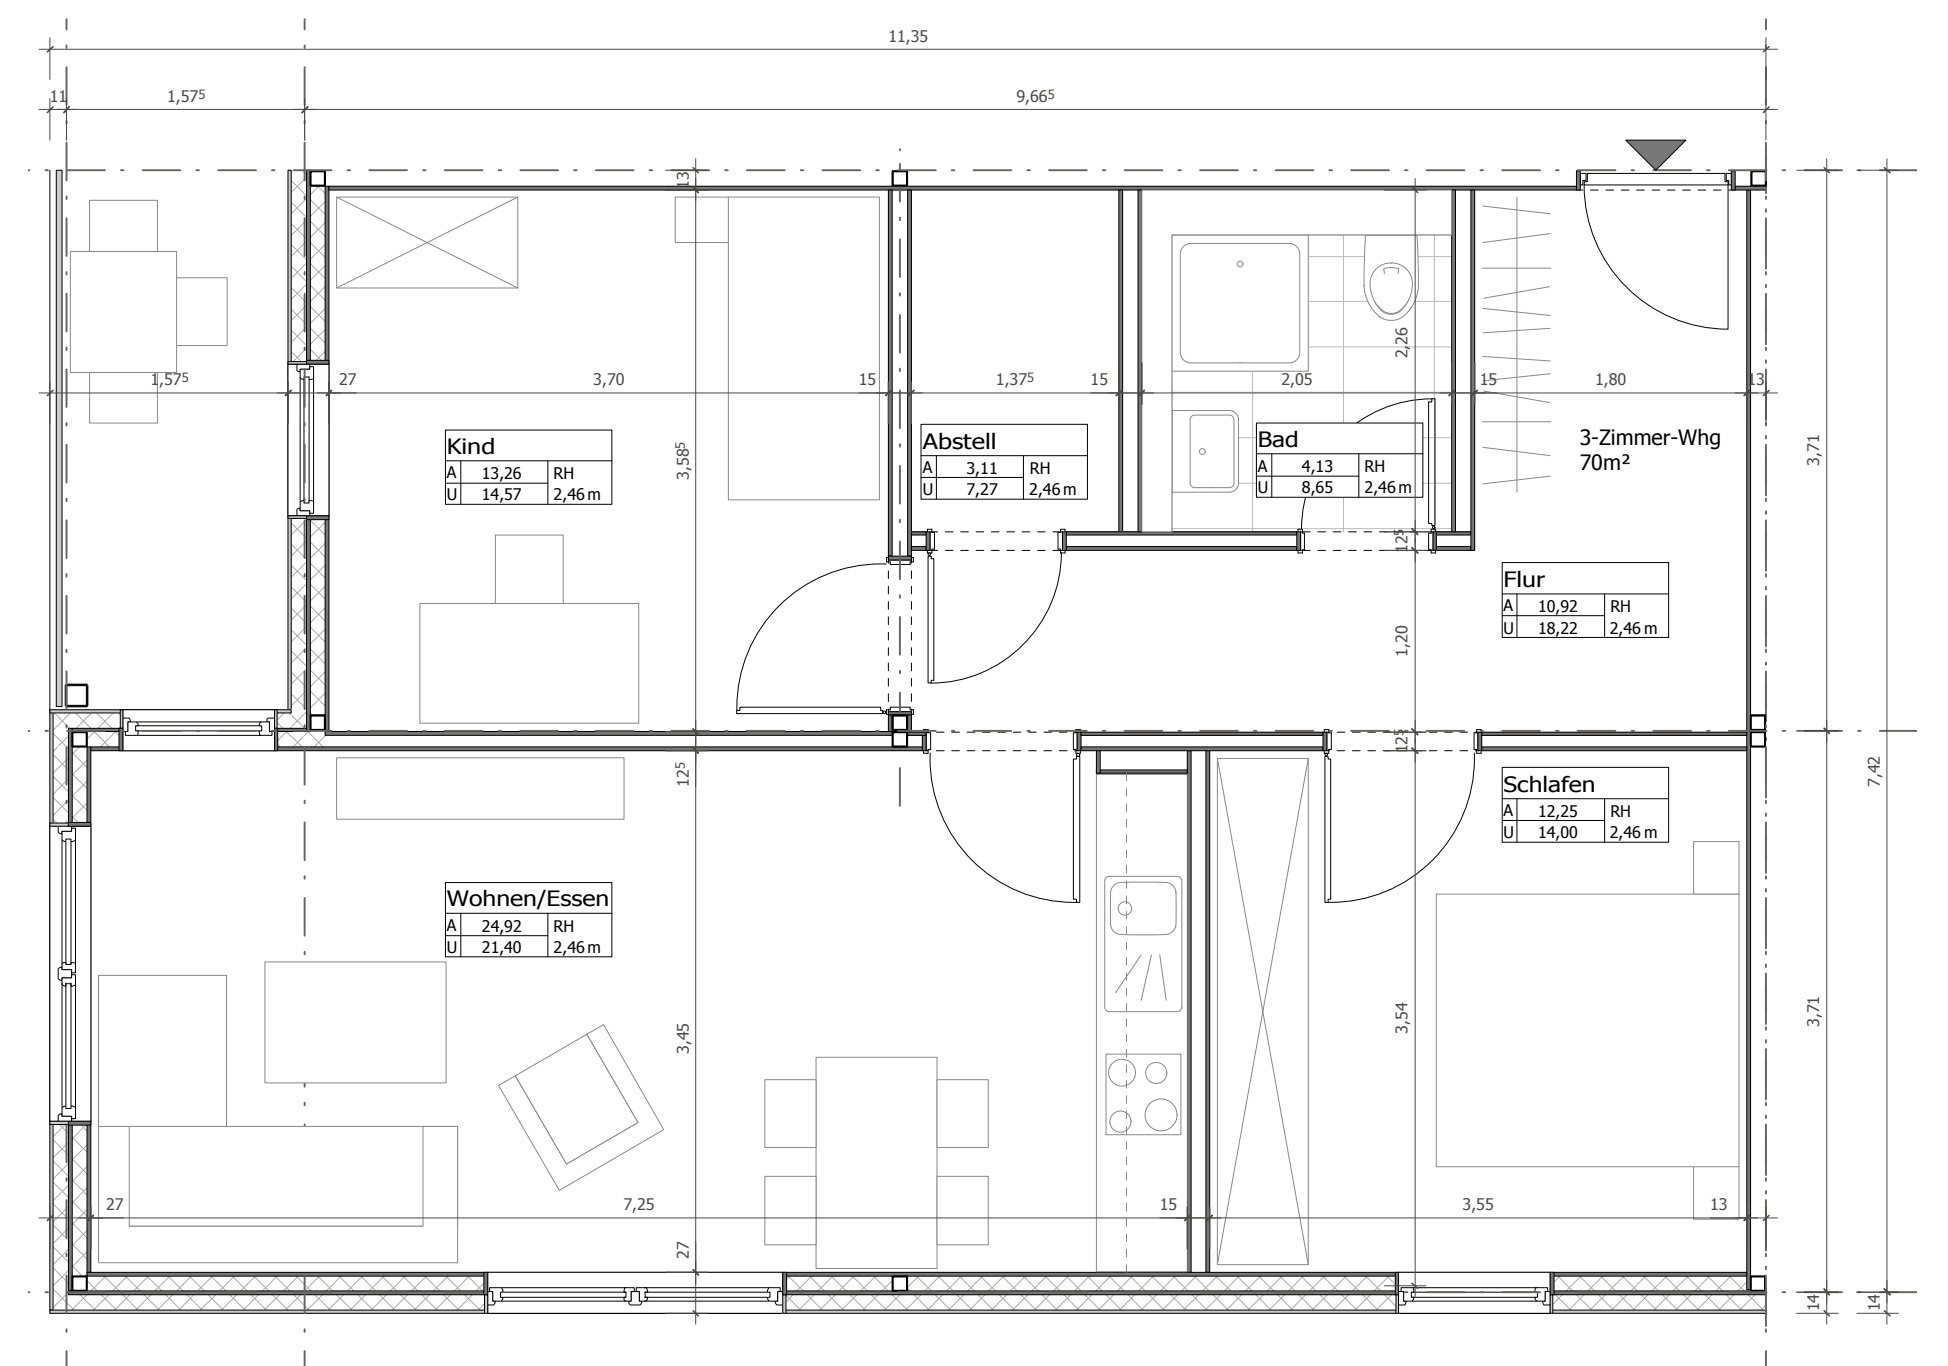 11,35
11
1,57⁵
9,66⁵
13
2,26
1,57⁵
27
3,70
15
1,37⁵
15
2,05
15
1,80
13
Kind
A 13,26 RH
U 14,57 2,46 m
3,58⁵
Abstell
A 3,11 RH
U 7,27 2,46 m
Bad
A 4,13 RH
U 8,65 2,46 m
3-Zimmer-Whg
70m²
3,71
12⁵
Flur
A 10,92 RH
U 18,22 2,46 m
1,20
12⁵
12⁵
7,42
Schlafen
A 12,25 RH
U 14,00 2,46 m
Wohnen/Essen
A 24,92 RH
U 21,40 2,46 m
3,45
3,54
3,71
27
7,25
15
3,55
13
27
14
14